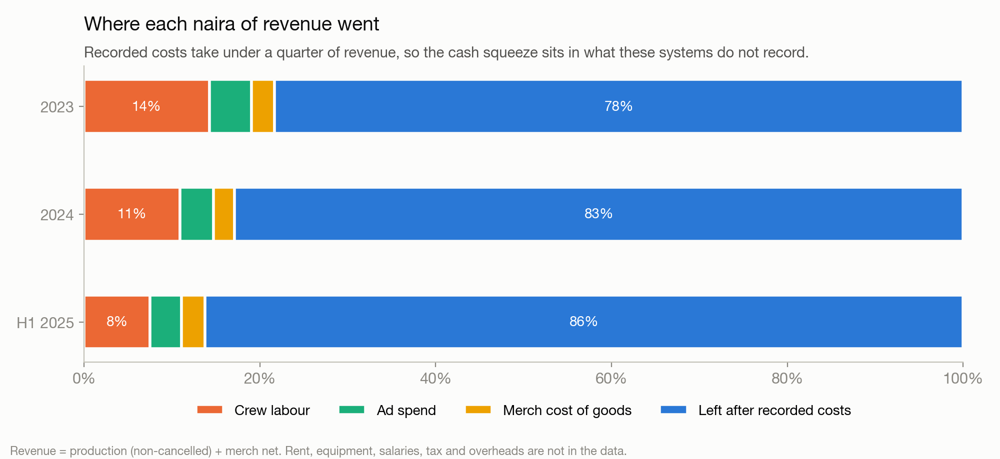 Where each naira of revenue went
Recorded costs take under a quarter of revenue, so the cash squeeze sits in what these systems do not record.
2023
14%
78%
2024
11%
83%
H1 2025
8%
86%
0%
20%
40%
60%
80%
100%
Crew labour
Ad spend
Merch cost of goods
Left after recorded costs
Revenue = production (non-cancelled) + merch net. Rent, equipment, salaries, tax and overheads are not in the data.